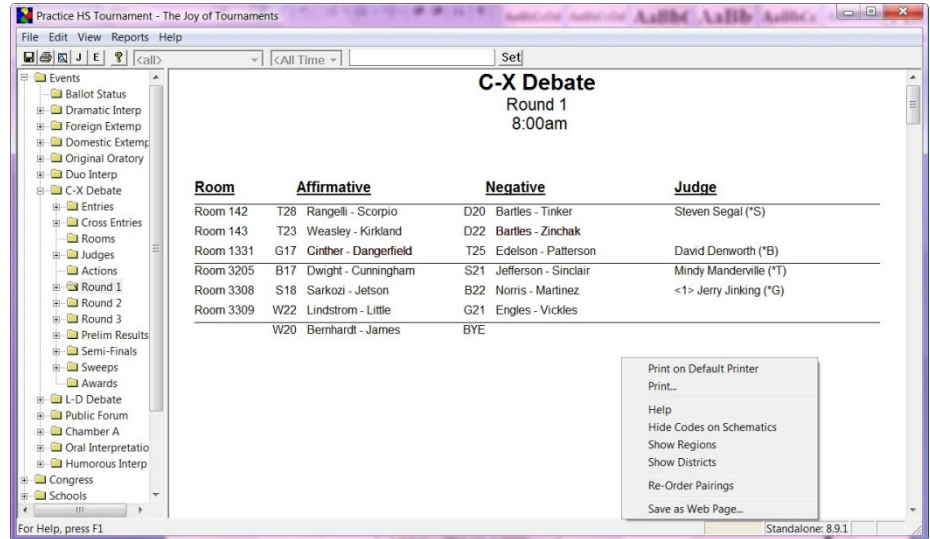 Practice HS Tournament - The Joy of Tournaments
AaBbC AaBb AaBbCc
File Edit View Reports Help
J E ? <all> <All Time Set
Events
Ballot Status
Dramatic Interp
Foreign Extemp
Domestic Extemp
Original Oratory
Duo Interp
C-X Debate
Entries
Cross Entries
Rooms
Judges
Actions
Round 1
Round 2
Round 3
Prelim Results
Semi-Finals
Sweeps
Awards
L-D Debate
Public Forum
Chamber A
Oral Interpretatio
Humorous Interp
Congress
Schools
C-X Debate
Round 1
8:00am
Room Affirmative Negative Judge
Room 142 T28 Rangelli - Scorpio D20 Bartles - Tinker Steven Segal (*S)
Room 143 T23 Weasley - Kirkland D22 Bartles - Zinchak
Room 1331 G17 Cinther - Dangerfield T25 Edelson - Patterson David Denworth (*B)
Room 3205 B17 Dwight - Cunningham S21 Jefferson - Sinclair Mindy Manderville (*T)
Room 3308 S18 Sarkozi - Jetson B22 Norris - Martinez <1> Jerry Jinking (*G)
Room 3309 W22 Lindstrom - Little G21 Engles - Vickles
W20 Bernhardt - James BYE
Print on Default Printer
Print...
Help
Hide Codes on Schematics
Show Regions
Show Districts
Re-Order Pairings
Save as Web Page...
For Help, press F1
Standalone: 8.9.1